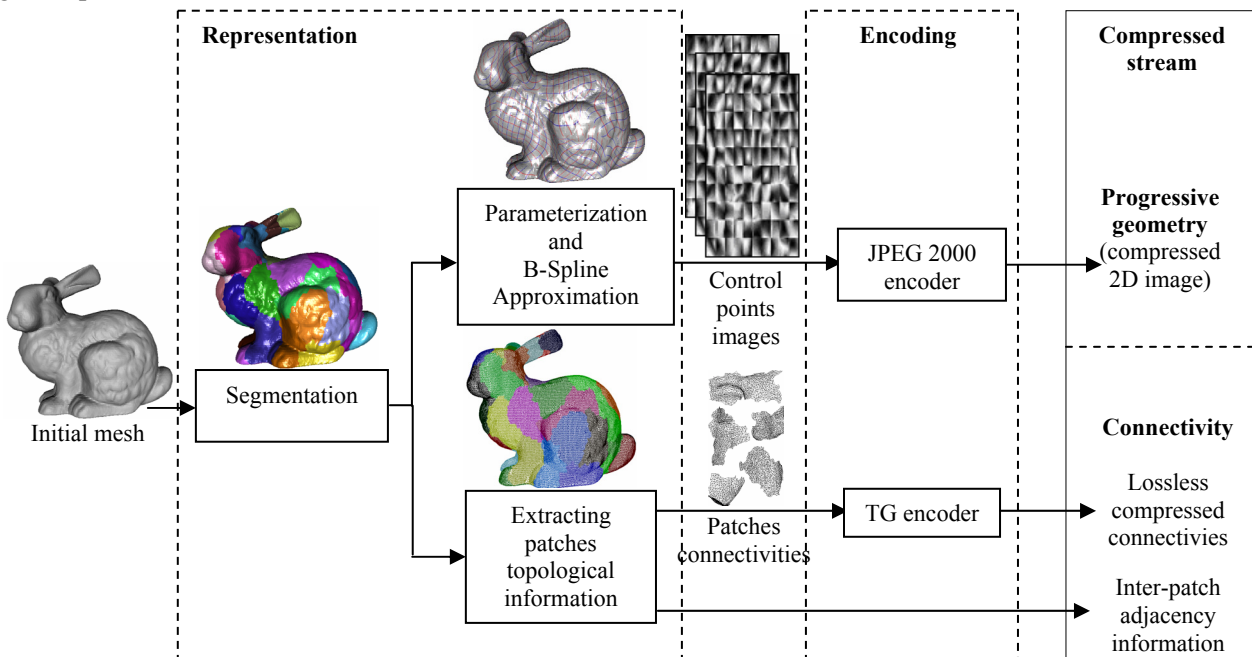 Representation
Encoding
Compressed
stream
Parameterization
and
B-Spline
Approximation
Control
points
images
JPEG 2000
encoder
Progressive
geometry
(compressed
2D image)
Initial mesh
Segmentation
Extracting
patches
topological
information
Patches
connectivities
TG encoder
Connectivity
Lossless
compressed
connectivies
Inter-patch
adjacency
information